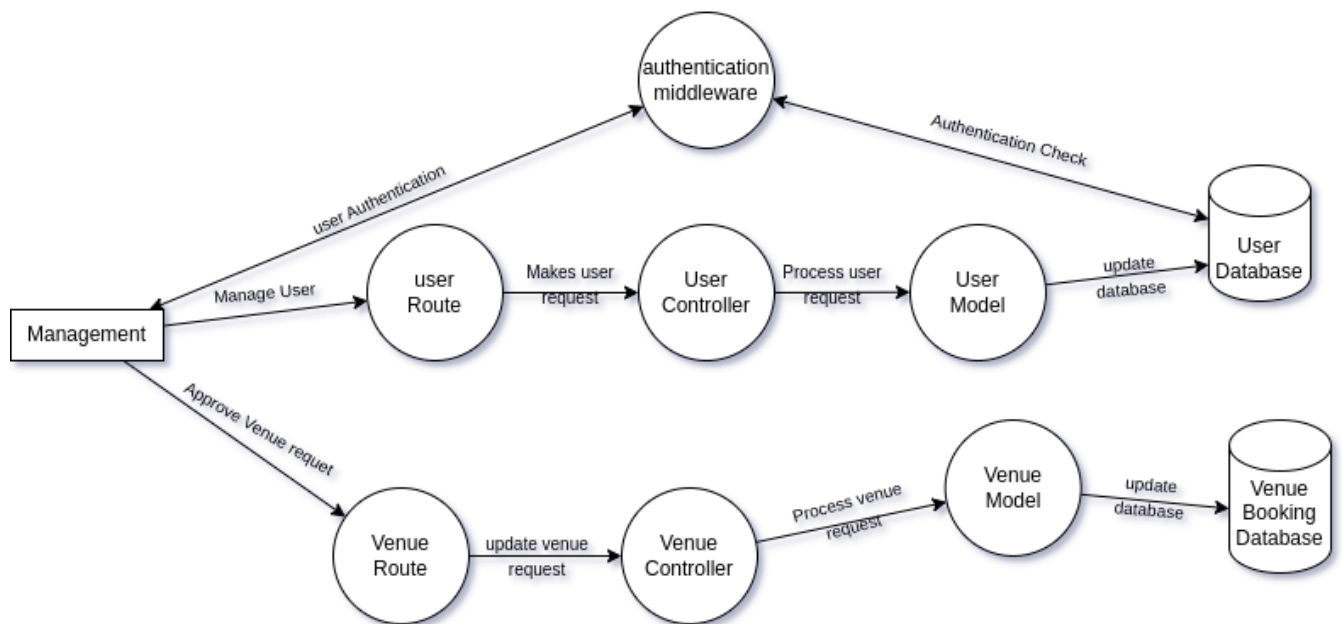 authentication
middleware
Authentication Check
user Authentication
User
Database
user
Route
Makes user
request
User
Controller
Process user
request
User
Model
update
database
Manage User
Management
Approve Venue requet
Venue
Route
update venue
request
Venue
Controller
Process venue
request
Venue
Model
update
database
Venue
Booking
Database